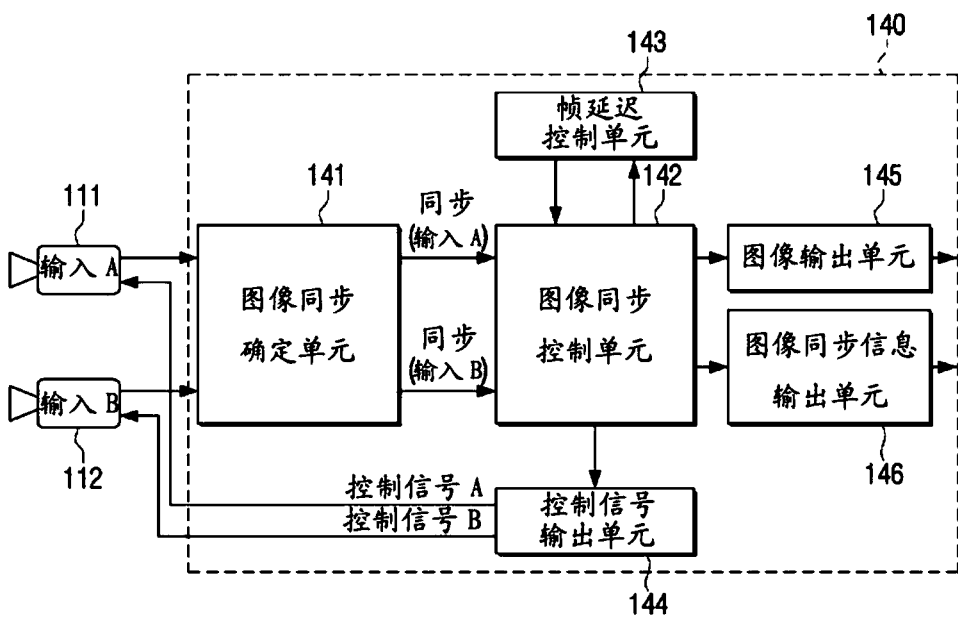 140
143
帧延迟
控制单元
141
142
145
111
同步
(输入 A)
输入 A
图像同步
确定单元
图像同步
控制单元
图像输出单元
同步
(输入 B)
图像同步信息
输出单元
输入 B
112
146
控制信号 A
控制信号 B
控制信号
输出单元
144